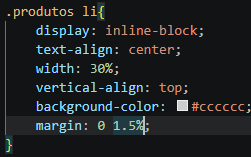 .produtos li{
display: inline-block;
text-align: center;
width: 30%;
vertical-align: top;
background-color: #cccccc;
margin: 0 1.5%;
}